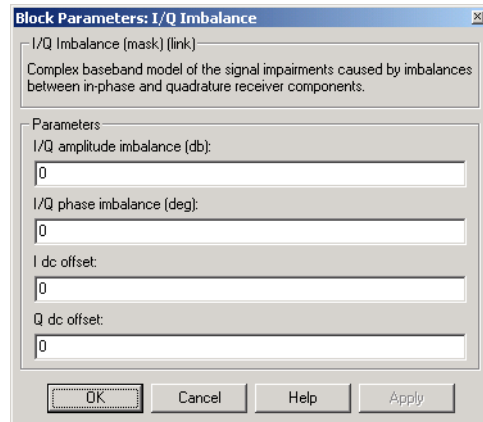 Block Parameters: I/Q Imbalance
I/Q Imbalance (mask) (link)
Complex baseband model of the signal impairments caused by imbalances
between in-phase and quadrature receiver components.
Parameters
I/Q amplitude imbalance (db):
0
I/Q phase imbalance (deg):
0
I dc offset:
0
Q dc offset:
0
OK Cancel Help Apply